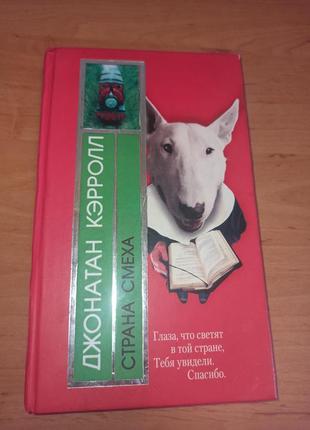 ДЖОНАТАН КЭРРОЛЛ
СТРАНА СМЕХА
Глаза, что светят
в той стране,
Тебя увидели.
Спасибо.